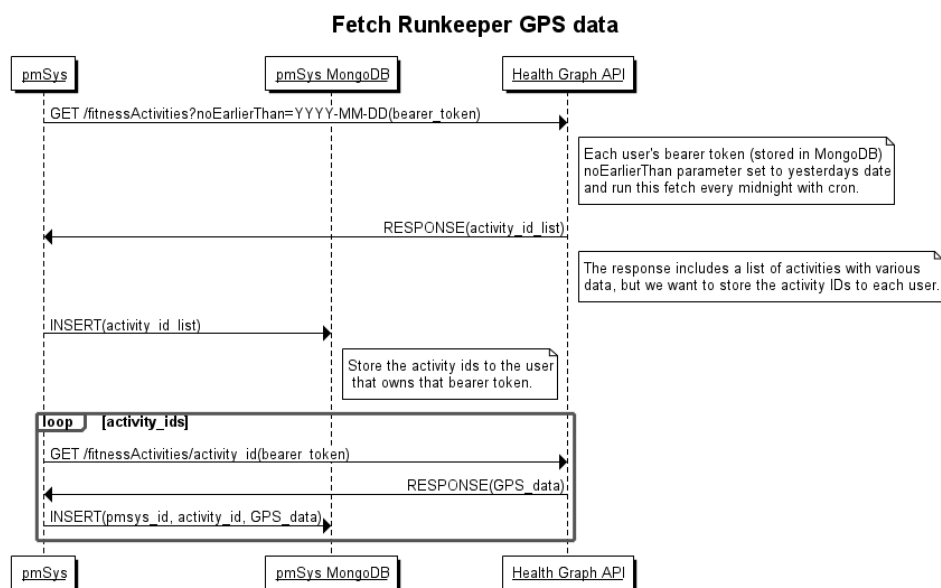 Fetch Runkeeper GPS data
pmSys
pmSys MongoDB
Health Graph API
GET /fitnessActivities?noEarlierThan=YYYY-MM-DD(bearer_token)
Each user's bearer token (stored in MongoDB)
noEarlierThan parameter set to yesterdays date
and run this fetch every midnight with cron.
RESPONSE(activity_id_list)
The response includes a list of activities with various
data, but we want to store the activity IDs to each user.
INSERT(activity_id_list)
Store the activity ids to the user
that owns that bearer token.
loop [activity_ids]
GET /fitnessActivities/activity_id(bearer_token)
RESPONSE(GPS_data)
INSERT(pmsys_id, activity_id, GPS_data)
pmSys
pmSys MongoDB
Health Graph API